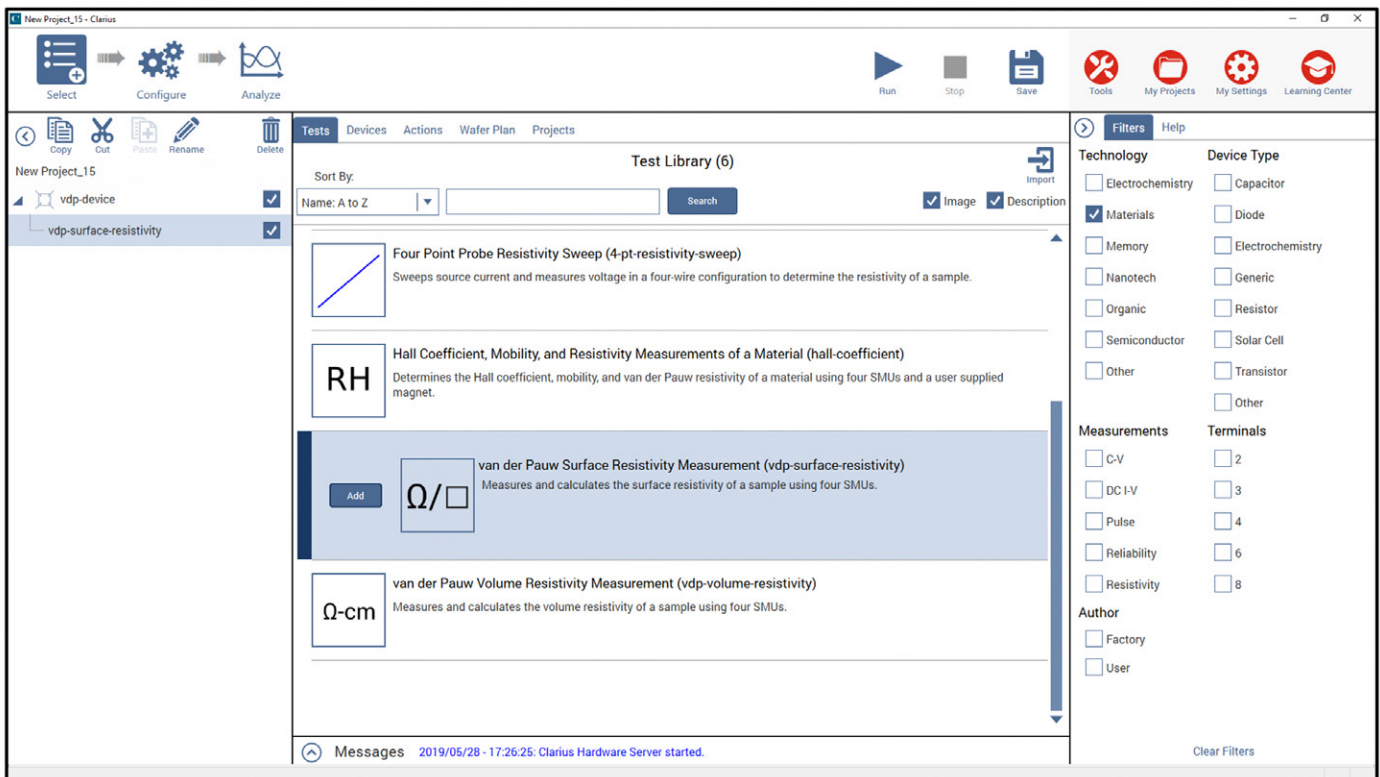 New Project_15 - Clarius
Select
Configure
Analyze
Run
Stop
Save
Tools
My Projects
My Settings
Learning Center
Copy
Cut
Paste
Rename
Delete
New Project_15
vdp-device
vdp-surface-resistivity
Tests Devices Actions Wafer Plan Projects
Test Library (6)
Import
Sort By:
Name: A to Z
Search
Image
Description
Four Point Probe Resistivity Sweep (4-pt-resistivity-sweep)
Sweeps source current and measures voltage in a four-wire configuration to determine the resistivity of a sample.
RH
Hall Coefficient, Mobility, and Resistivity Measurements of a Material (hall-coefficient)
Determines the Hall coefficient, mobility, and van der Pauw resistivity of a material using four SMUs and a user supplied
magnet.
Add
Ω/□
van der Pauw Surface Resistivity Measurement (vdp-surface-resistivity)
Measures and calculates the surface resistivity of a sample using four SMUs.
Ω-cm
van der Pauw Volume Resistivity Measurement (vdp-volume-resistivity)
Measures and calculates the volume resistivity of a sample using four SMUs.
Messages 2019/05/28 - 17:26:25: Clarius Hardware Server started.
Filters Help
Technology
Electrochemistry
Materials
Memory
Nanotech
Organic
Semiconductor
Other
Device Type
Capacitor
Diode
Electrochemistry
Generic
Resistor
Solar Cell
Transistor
Other
Measurements
C-V
DC I-V
Pulse
Reliability
Resistivity
Terminals
2
3
4
6
8
Author
Factory
User
Clear Filters